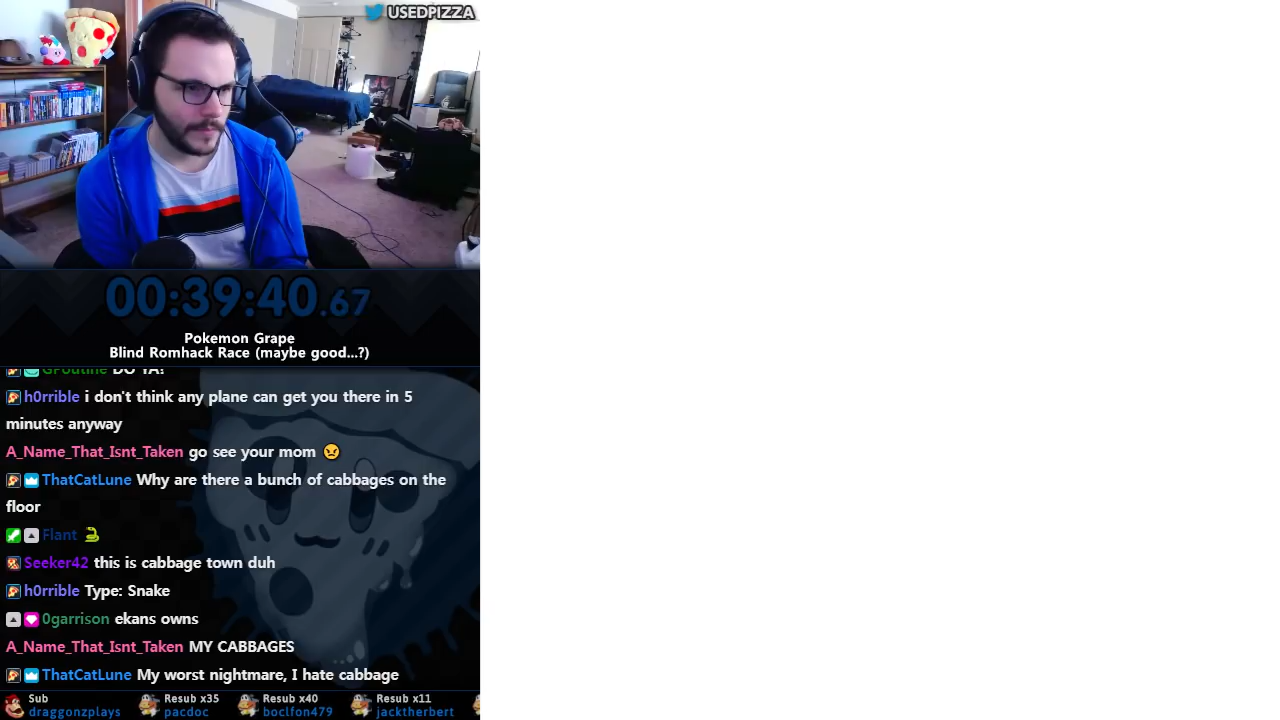 USEDPIZZA
00:39:40.67
Pokemon Grape
Blind Romhack Race (maybe good...?)
GPoutine DO YA!
h0rrible i don't think any plane can get you there in 5
minutes anyway
A_Name_That_Isnt_Taken go see your mom 😠
ThatCatLune Why are there a bunch of cabbages on the
floor
Flant 🐍
Seeker42 this is cabbage town duh
h0rrible Type: Snake
0garrison ekans owns
A_Name_That_Isnt_Taken MY CABBAGES
ThatCatLune My worst nightmare, I hate cabbage
Sub Resub x35 Resub x40 Resub x11
draggonzplays pacdoc boclfon479 jacktherbert